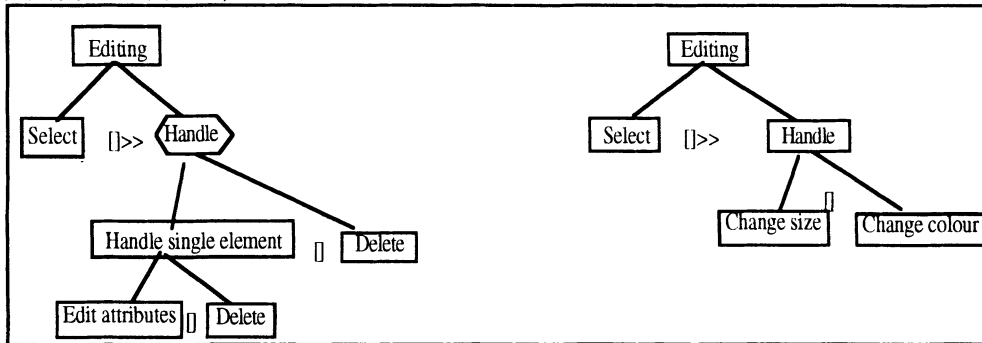 Editing
Select []>> Handle
Handle single element [] Delete
Edit attributes [] Delete
Editing
Select []>> Handle
[]
Change size Change colour